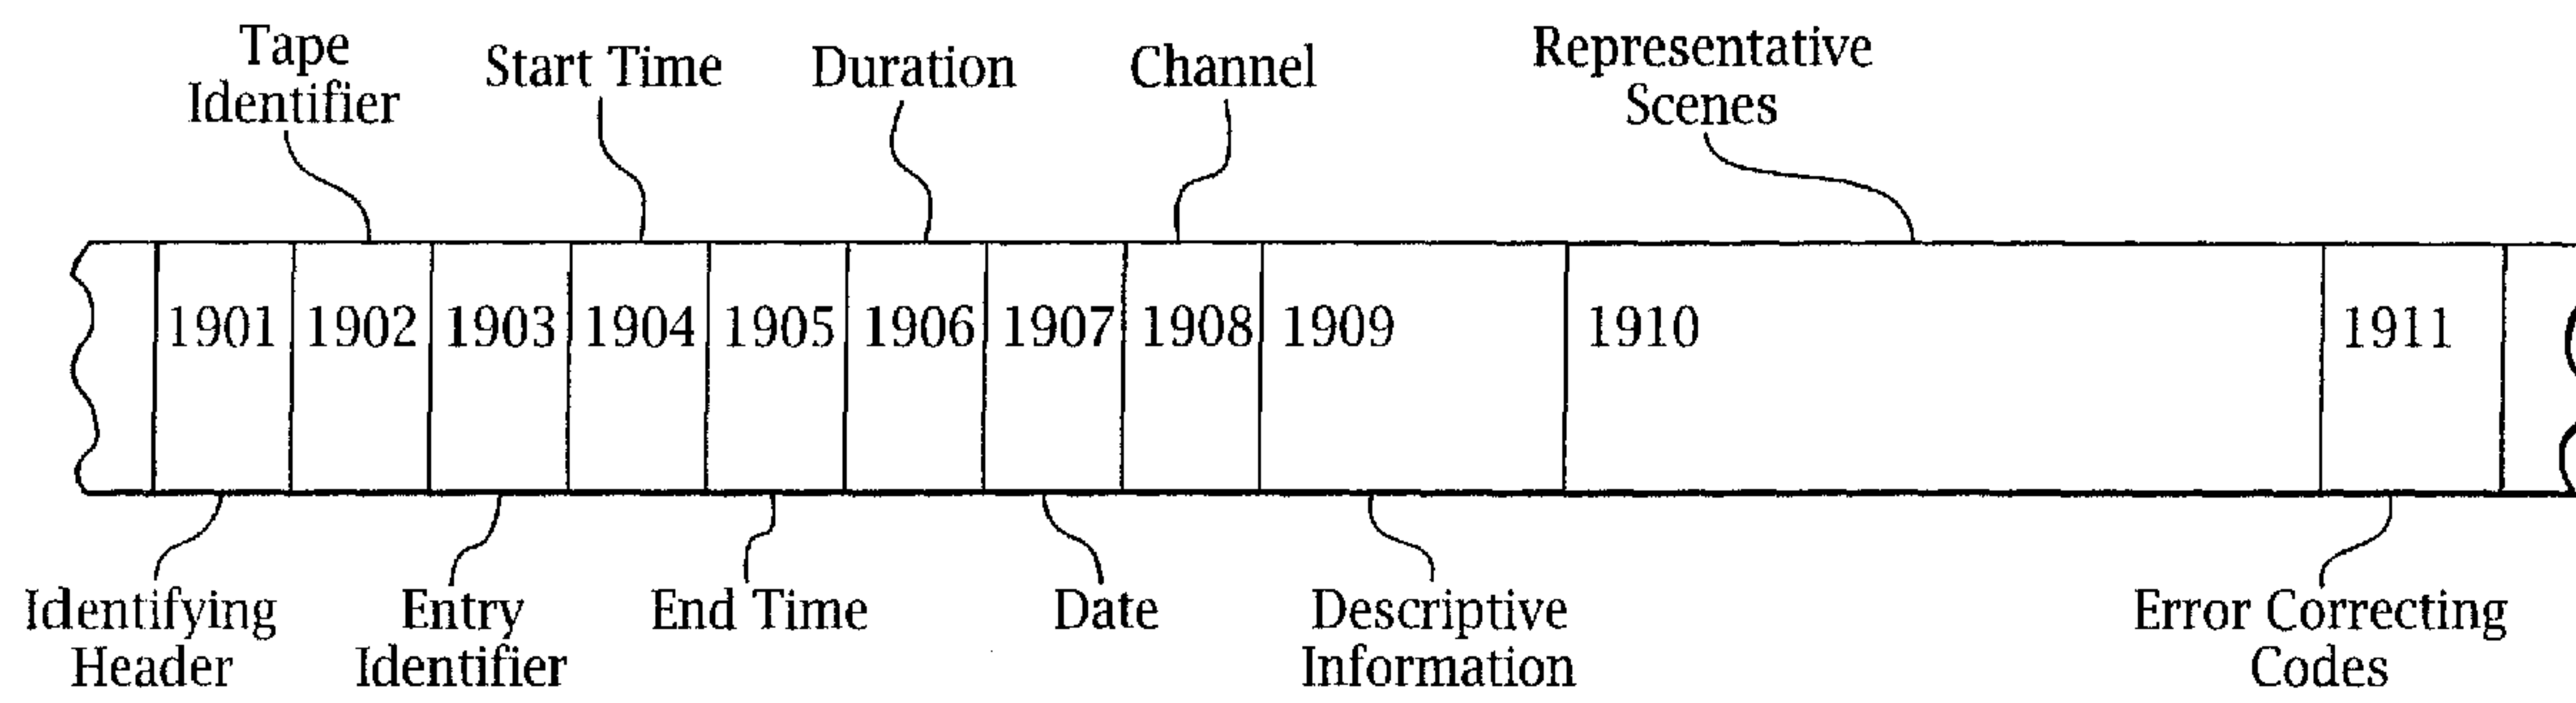 Tape
Identifier
Start Time
Duration
Channel
Representative
Scenes
1901 1902 1903 1904 1905 1906 1907 1908 1909 1910 1911
Identifying
Header
Entry
Identifier
End Time
Date
Descriptive
Information
Error Correcting
Codes